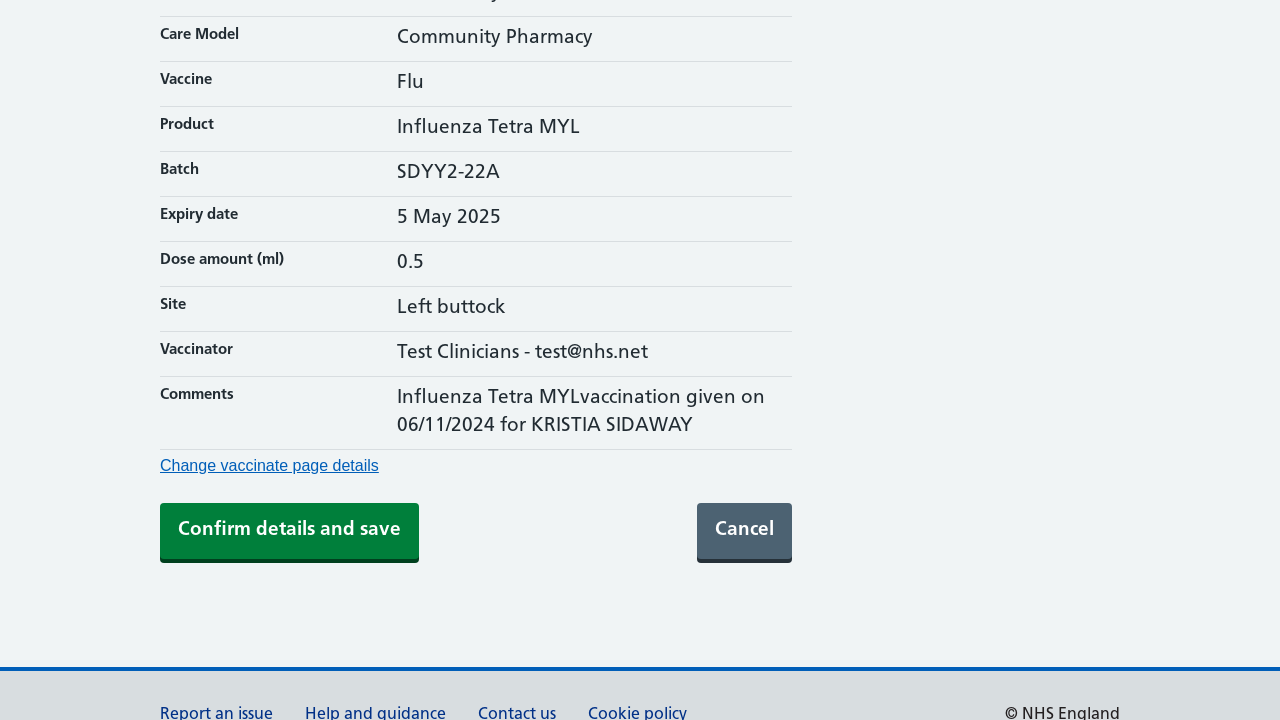 Care Model
Community Pharmacy
Vaccine
Flu
Product
Influenza Tetra MYL
Batch
SDYY2-22A
Expiry date
5 May 2025
Dose amount (ml)
0.5
Site
Left buttock
Vaccinator
Test Clinicians - test@nhs.net
Comments
Influenza Tetra MYLvaccination given on
06/11/2024 for KRISTIA SIDAWAY
Change vaccinate page details
Confirm details and save
Cancel
Report an issue
Help and guidance
Contact us
Cookie policy
© NHS England